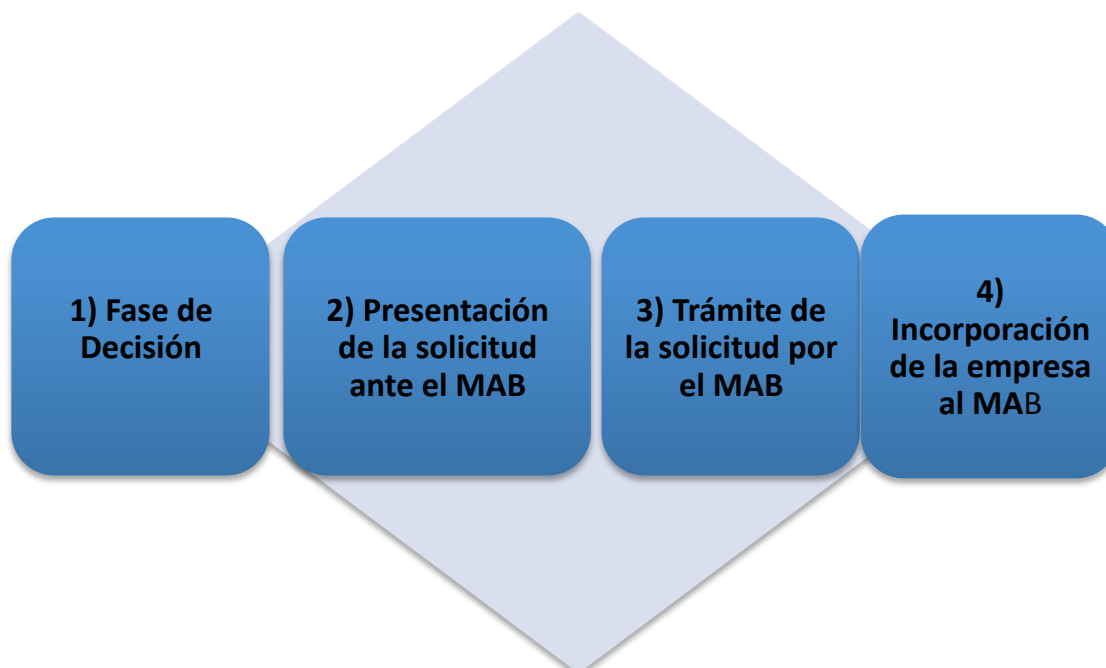 1) Fase de
Decisión
2) Presentación
de la solicitud
ante el MAB
3) Trámite de
la solicitud por
el MAB
4)
Incorporación
de la empresa
al MAB